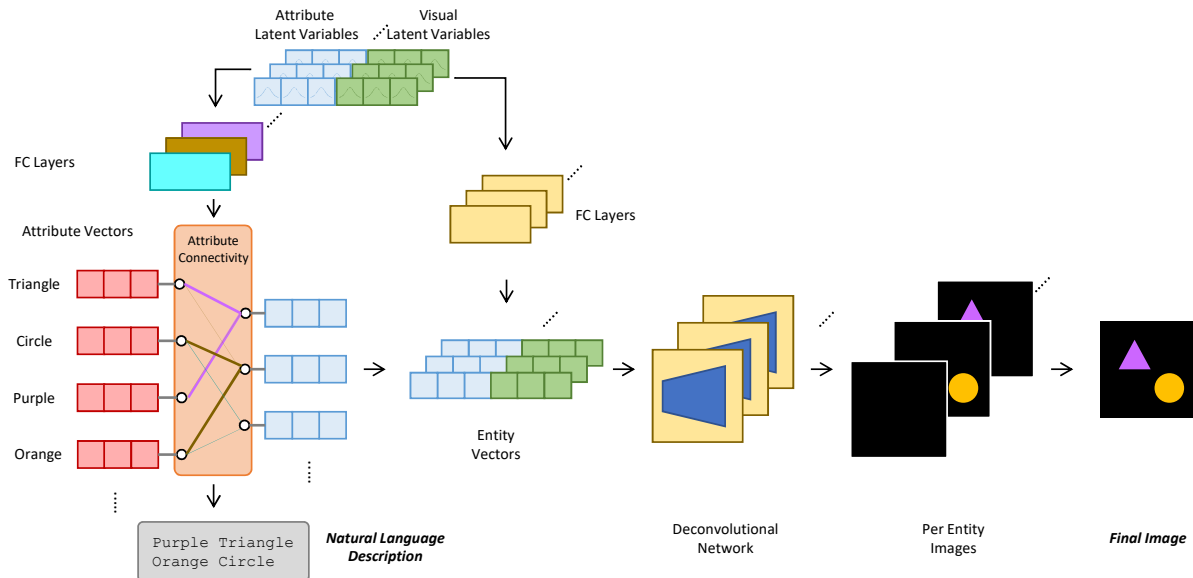 Attribute
Latent Variables
Visual
Latent Variables
FC Layers
FC Layers
Attribute Vectors
Attribute
Connectivity
Triangle
Circle
Purple
Orange
Entity
Vectors
Purple Triangle
Orange Circle
Natural Language
Description
Deconvolutional
Network
Per Entity
Images
Final Image